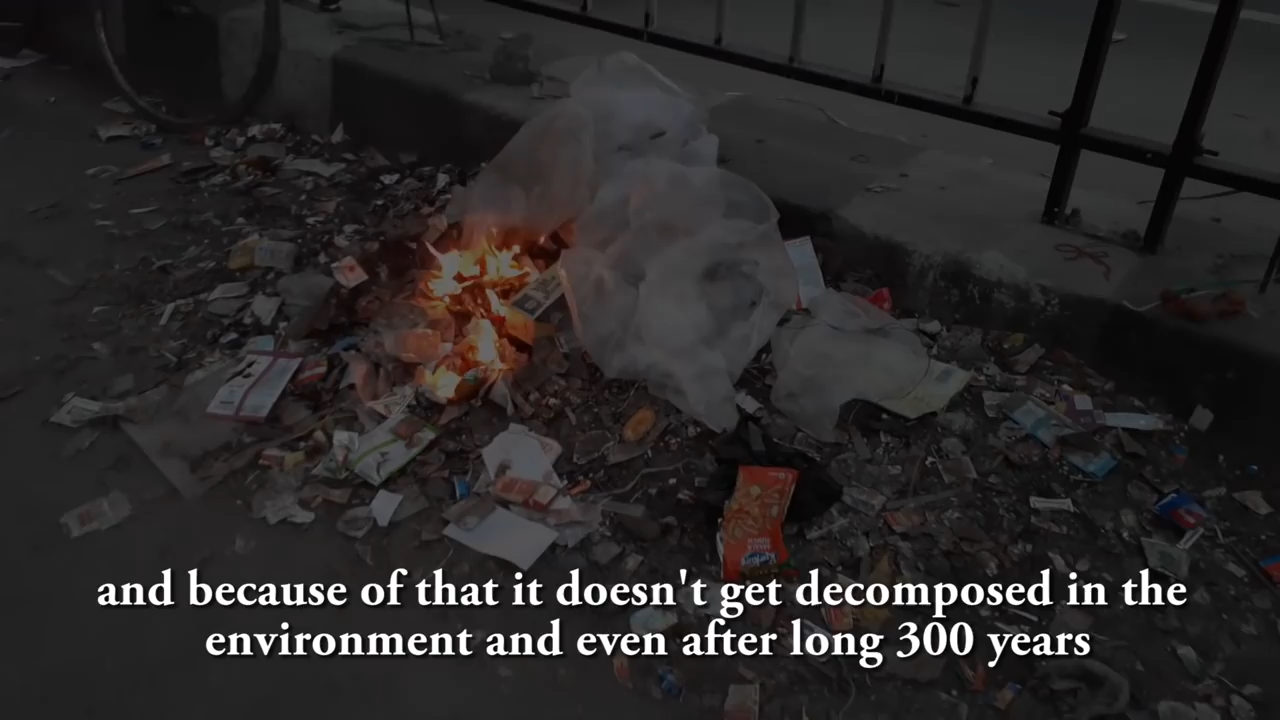 and because of that it doesn't get decomposed in the
environment and even after long 300 years